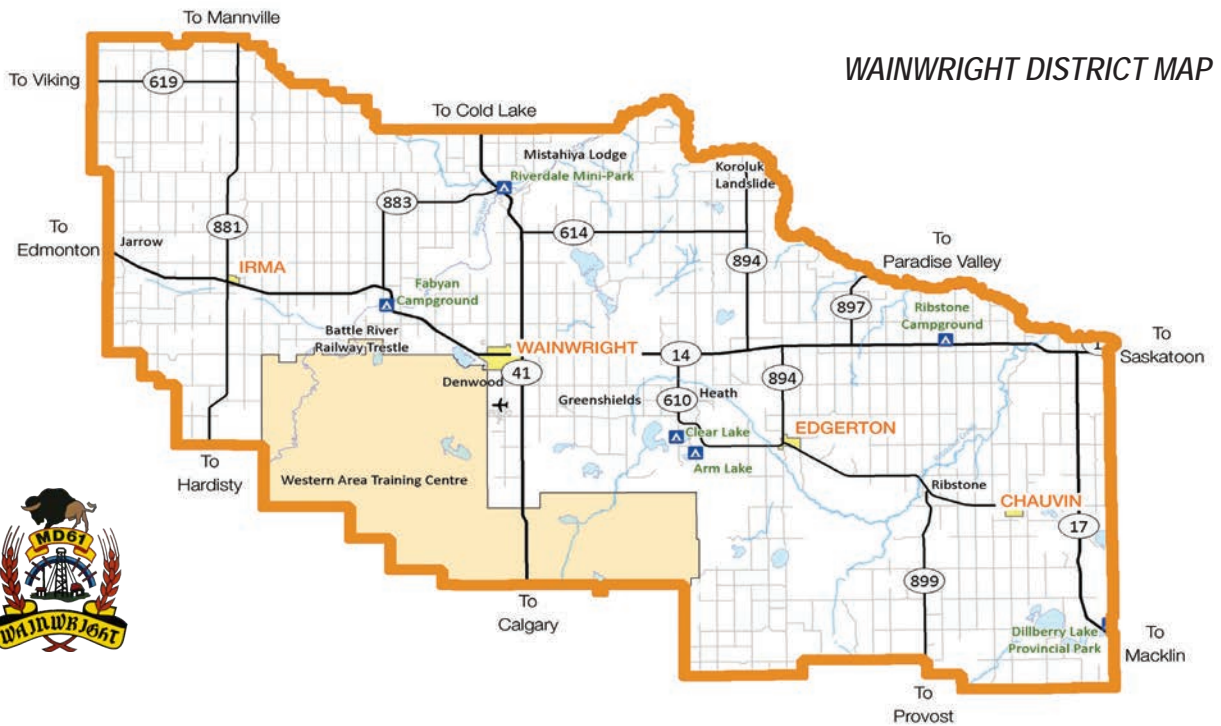 To Mannville
WAINWRIGHT DISTRICT MAP
To Viking
619
To Cold Lake
Mistahiya Lodge
Riverdale Mini-Park
Koroluk
Landslide
883
881
614
To
Edmonton
Jarrow
IRMA
894
To
Paradise Valley
Fabyan
Campground
897
Ribstone
Campground
Battle River
Railway Trestle
WAINWRIGHT
14
To
Saskatoon
Denwood
41
894
Greenshields
610
Heath
EDGERTON
Clear Lake
Arm Lake
To
Hardisty
Western Area Training Centre
Ribstone
CHAUVIN
17
MD61
WAINWRIGHT
899
To
Calgary
Dillberry Lake
Provincial Park
To
Macklin
To
Provost